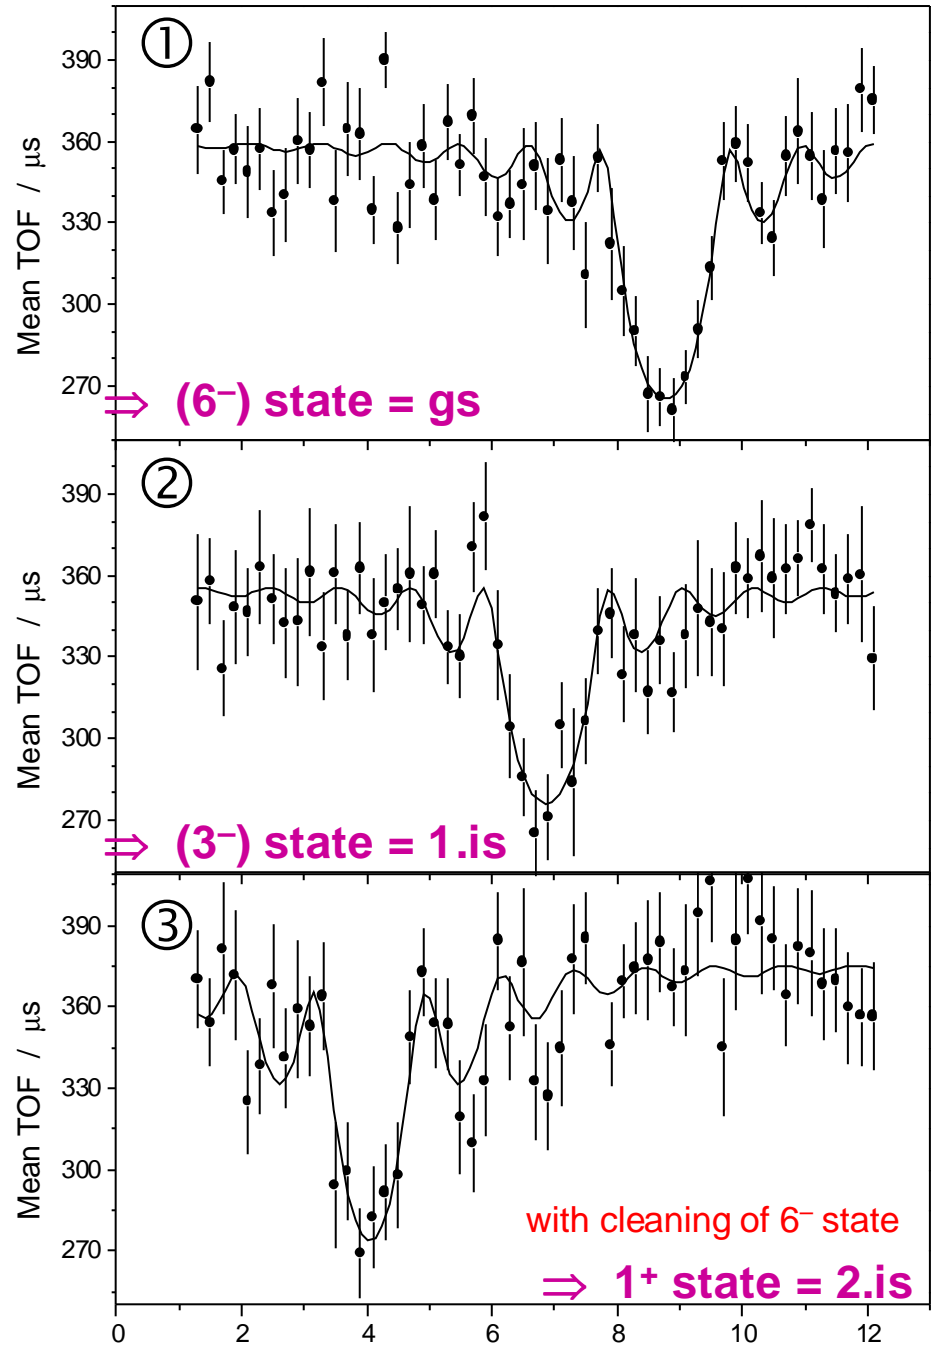 ①
390
360
330
300
270
Mean TOF / μs
⇒ (6⁻) state = gs
②
390
360
330
300
270
Mean TOF / μs
⇒ (3⁻) state = 1.is
③
390
360
330
300
270
Mean TOF / μs
with cleaning of 6⁻ state
⇒ 1⁺ state = 2.is
0 2 4 6 8 10 12